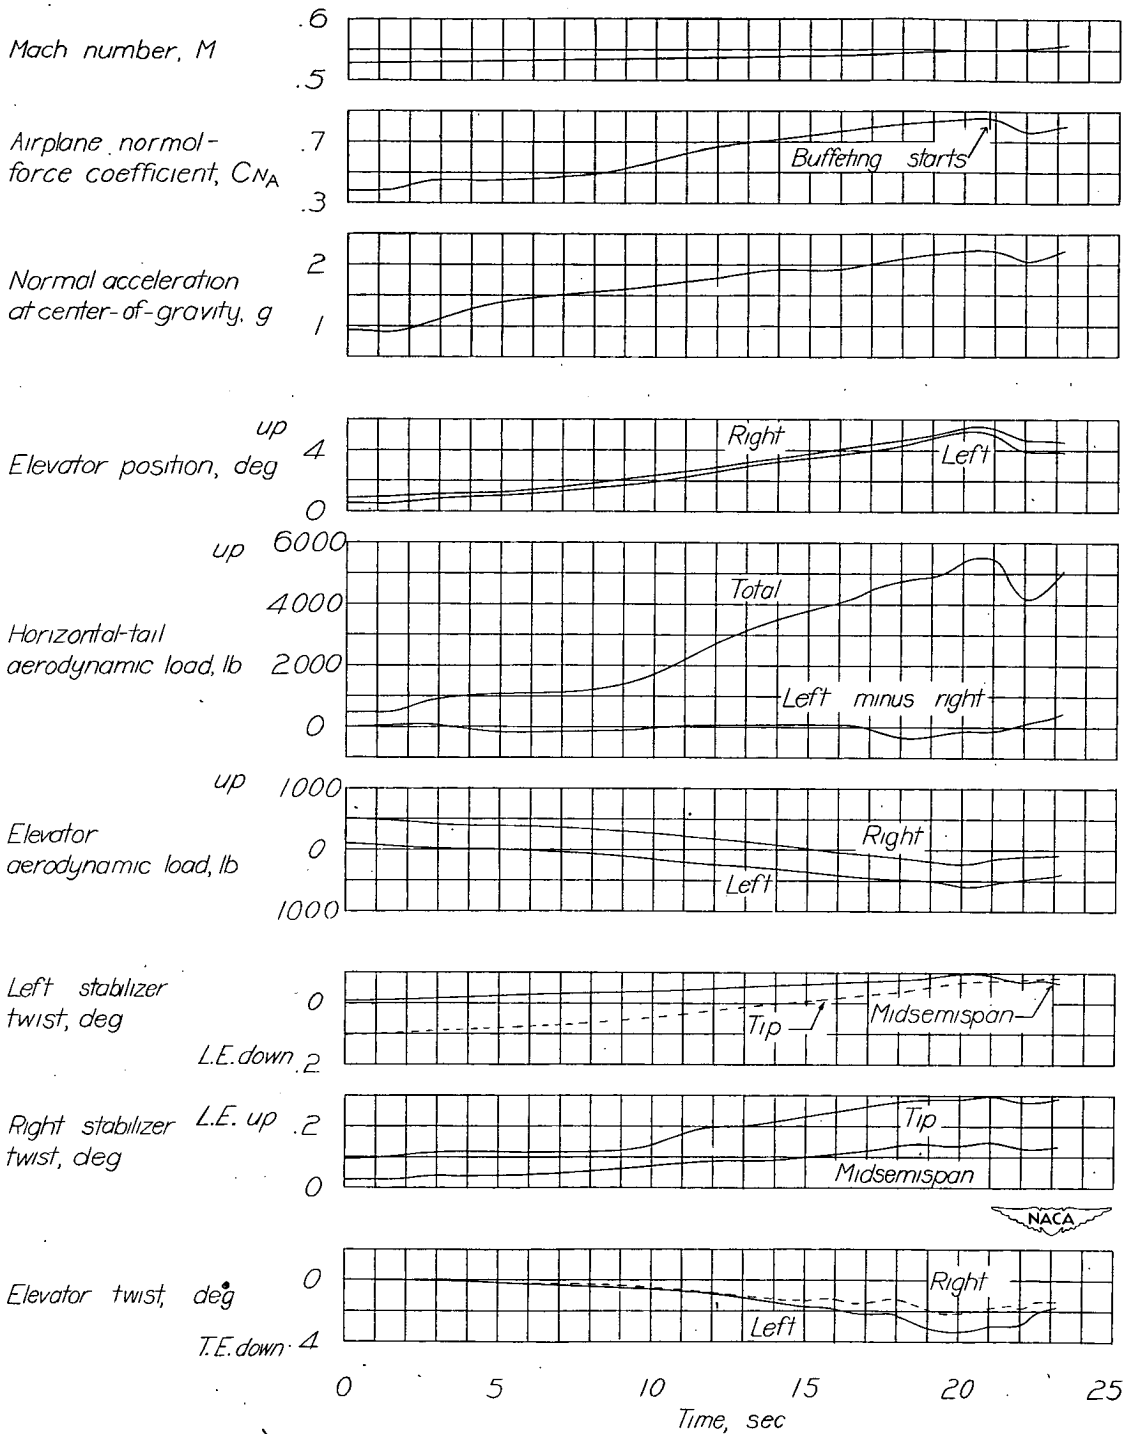 Mach number, M
.6
.5
Airplane normal-
force coefficient, CNA
.7
.3
Buffeting starts
Normal acceleration
at center-of-gravity, g
2
1
Elevator position, deg
up
4
0
Right
Left
Horizontal-tail
aerodynamic load, lb
up
6000
4000
2000
0
Total
Left minus right
Elevator
aerodynamic load, lb
up
1000
0
1000
Right
Left
Left stabilizer
twist, deg
0
L.E. down .2
Tip
Midsemispan
Right stabilizer
twist, deg
L.E. up .2
0
Tip
Midsemispan
NACA
Elevator twist, deg
0
T.E. down 4
Right
Left
0 5 10 15 20 25
Time, sec